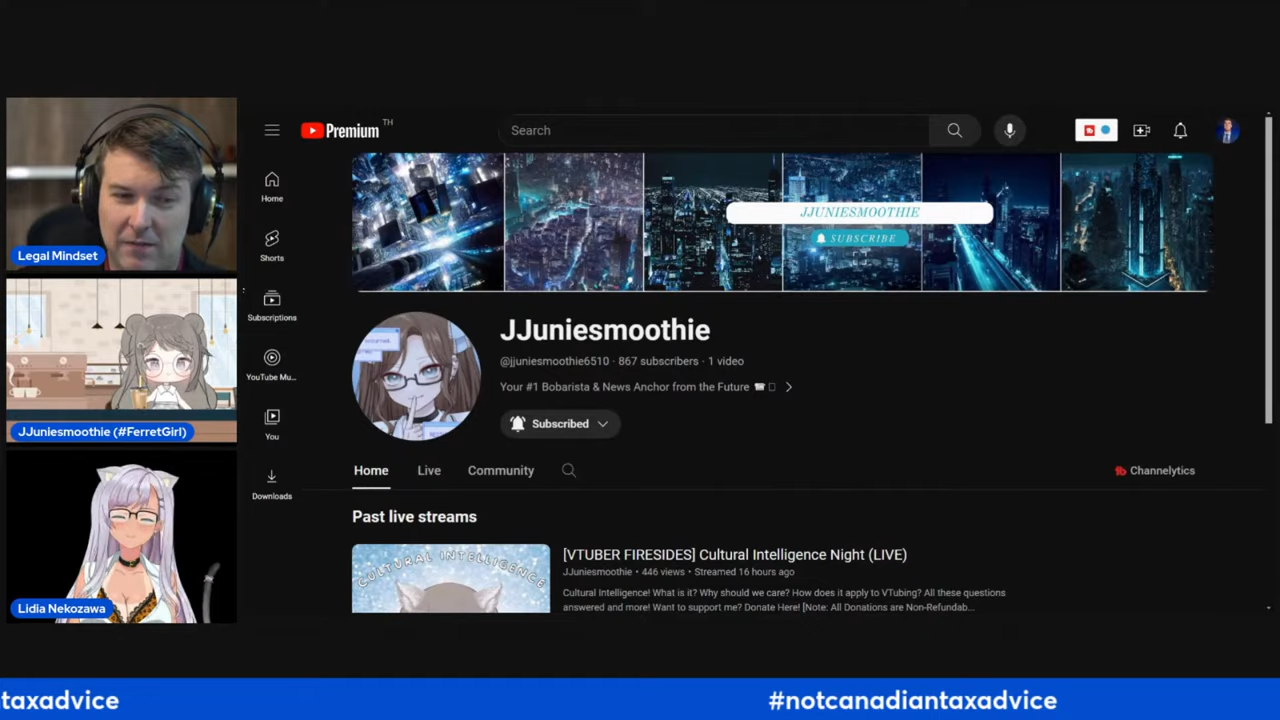 Legal Mindset
JJuniesmoothie (#FerretGirl)
Lidia Nekozawa
Premium
TH
Search
Home
Shorts
Subscriptions
YouTube Mu...
You
Downloads
JJUNIESMOOTHIE
SUBSCRIBE
JJuniesmoothie
@jjuniesmoothie6510 · 867 subscribers · 1 video
Your #1 Bobarista & News Anchor from the Future
Subscribed
Home
Live
Community
Channelytics
Past live streams
CULTURAL INTELLIGENCE
[VTUBER FIRESIDES] Cultural Intelligence Night (LIVE)
JJuniesmoothie • 446 views • Streamed 16 hours ago
Cultural Intelligence! What is it? Why should we care? How does it apply to VTubing? All these questions
answered and more! Want to support me? Donate Here! [Note: All Donations are Non-Refundab...
taxadvice
#notcanadiantaxadvice